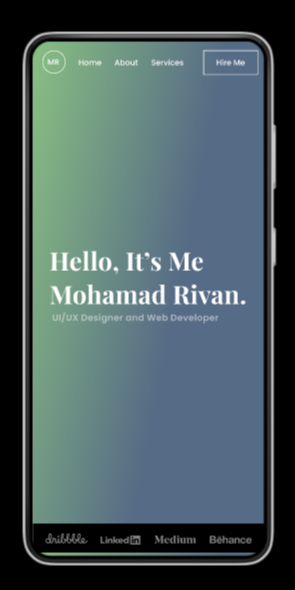 MR Home About Services Hire Me
Hello, It's Me
Mohamad Rivan.
UI/UX Designer and Web Developer
dribbble LinkedIn Medium Bēhance